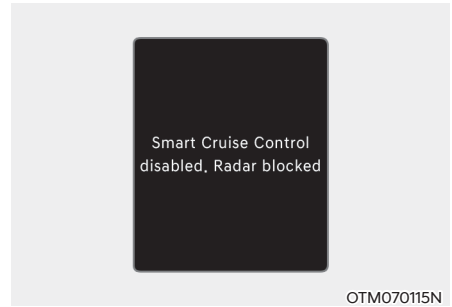 Smart Cruise Control
disabled. Radar blocked
OTM070115N